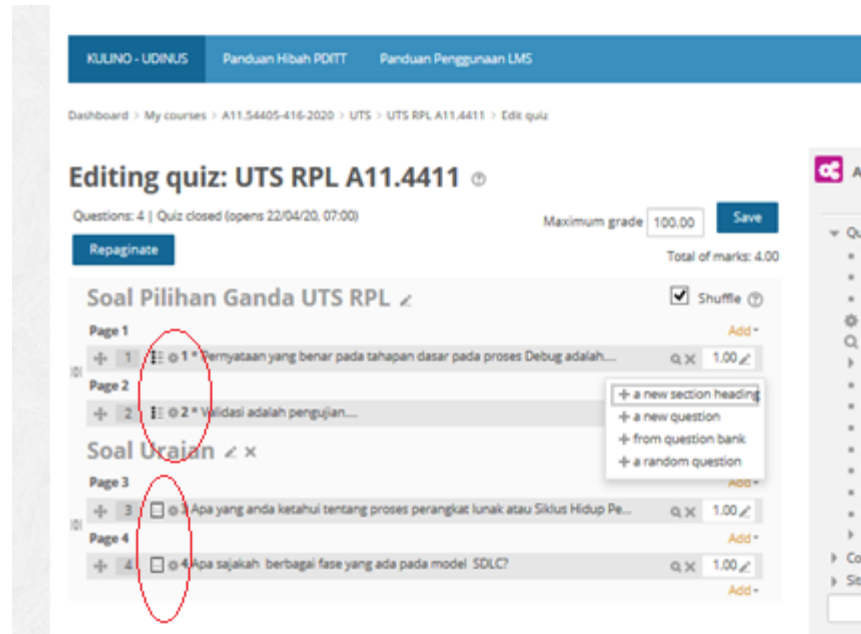 KULINO - UDINUS Panduan Hibah PDITT Panduan Penggunaan LMS
Dashboard > My courses > A11.54405-416-2020 > UTS > UTS RPL A11.4411 > Edit quiz
Editing quiz: UTS RPL A11.4411
A
Questions: 4 | Quiz closed (opens 22/04/20, 07:00)
Maximum grade 100.00 Save
Qu
Repaginate
Total of marks: 4.00
Soal Pilihan Ganda UTS RPL
Shuffle
Page 1
Add
1 1 * Pernyataan yang benar pada tahapan dasar pada proses Debug adalah.... 1.00
Page 2
+ a new section heading
2 2 * Validasi adalah pengujian....
+ a new question
+ from question bank
Soal Uraian
+ a random question
Page 3
Add
3 3 Apa yang anda ketahui tentang proses perangkat lunak atau Siklus Hidup Pe... 1.00
Page 4
Add
4 4 Apa sajakah berbagai fase yang ada pada model SDLC? 1.00
Co
Add
Sit